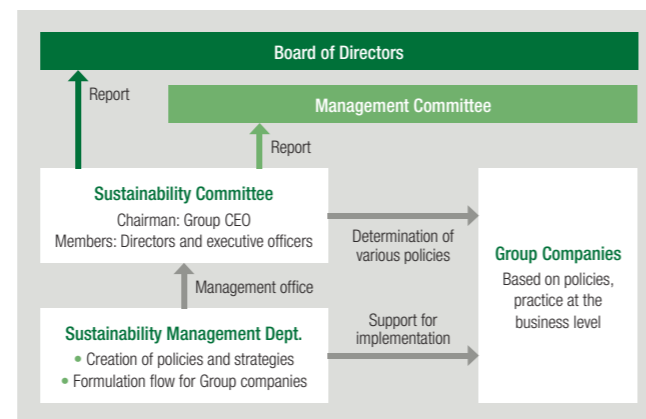 Board of Directors
Report
Management Committee
Report
Sustainability Committee
Chairman: Group CEO
Members: Directors and executive officers
Determination of
various policies
Group Companies
Based on policies,
practice at the
business level
Management office
Support for
implementation
Sustainability Management Dept.
• Creation of policies and strategies
• Formulation flow for Group companies